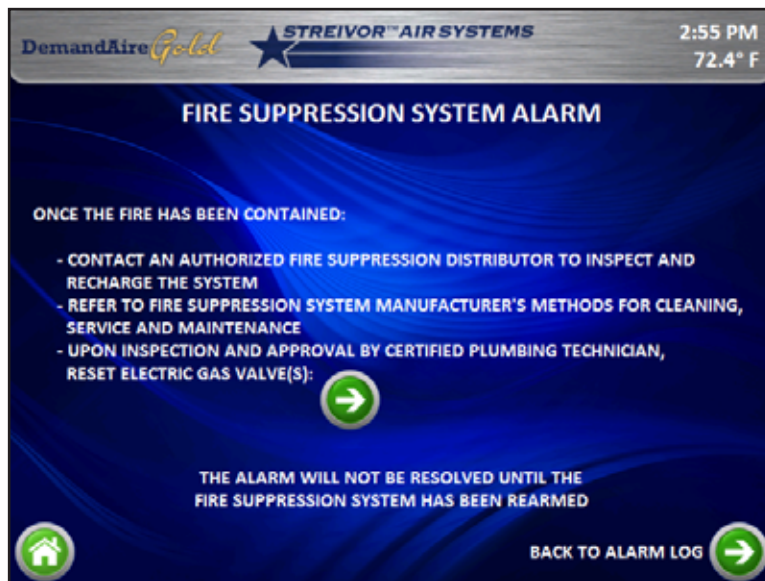 DemandAire Gold
STREIVOR™ AIR SYSTEMS
2:55 PM
72.4° F
FIRE SUPPRESSION SYSTEM ALARM
ONCE THE FIRE HAS BEEN CONTAINED:
- CONTACT AN AUTHORIZED FIRE SUPPRESSION DISTRIBUTOR TO INSPECT AND
RECHARGE THE SYSTEM
- REFER TO FIRE SUPPRESSION SYSTEM MANUFACTURER'S METHODS FOR CLEANING,
SERVICE AND MAINTENANCE
- UPON INSPECTION AND APPROVAL BY CERTIFIED PLUMBING TECHNICIAN,
RESET ELECTRIC GAS VALVE(S):
THE ALARM WILL NOT BE RESOLVED UNTIL THE
FIRE SUPPRESSION SYSTEM HAS BEEN REARMED
BACK TO ALARM LOG